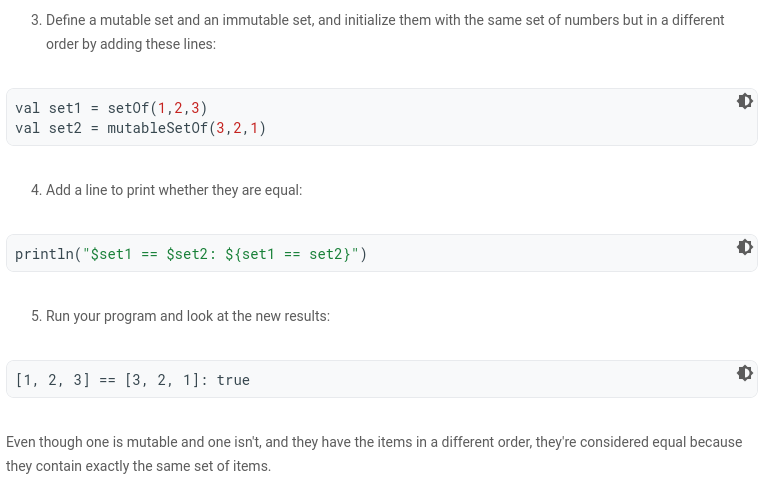 3. Define a mutable set and an immutable set, and initialize them with the same set of numbers but in a different
order by adding these lines:
val set1 = setOf(1,2,3)
val set2 = mutableSetOf(3,2,1)
4. Add a line to print whether they are equal:
println("$set1 == $set2: ${set1 == set2}")
5. Run your program and look at the new results:
[1, 2, 3] == [3, 2, 1]: true
Even though one is mutable and one isn't, and they have the items in a different order, they're considered equal because
they contain exactly the same set of items.